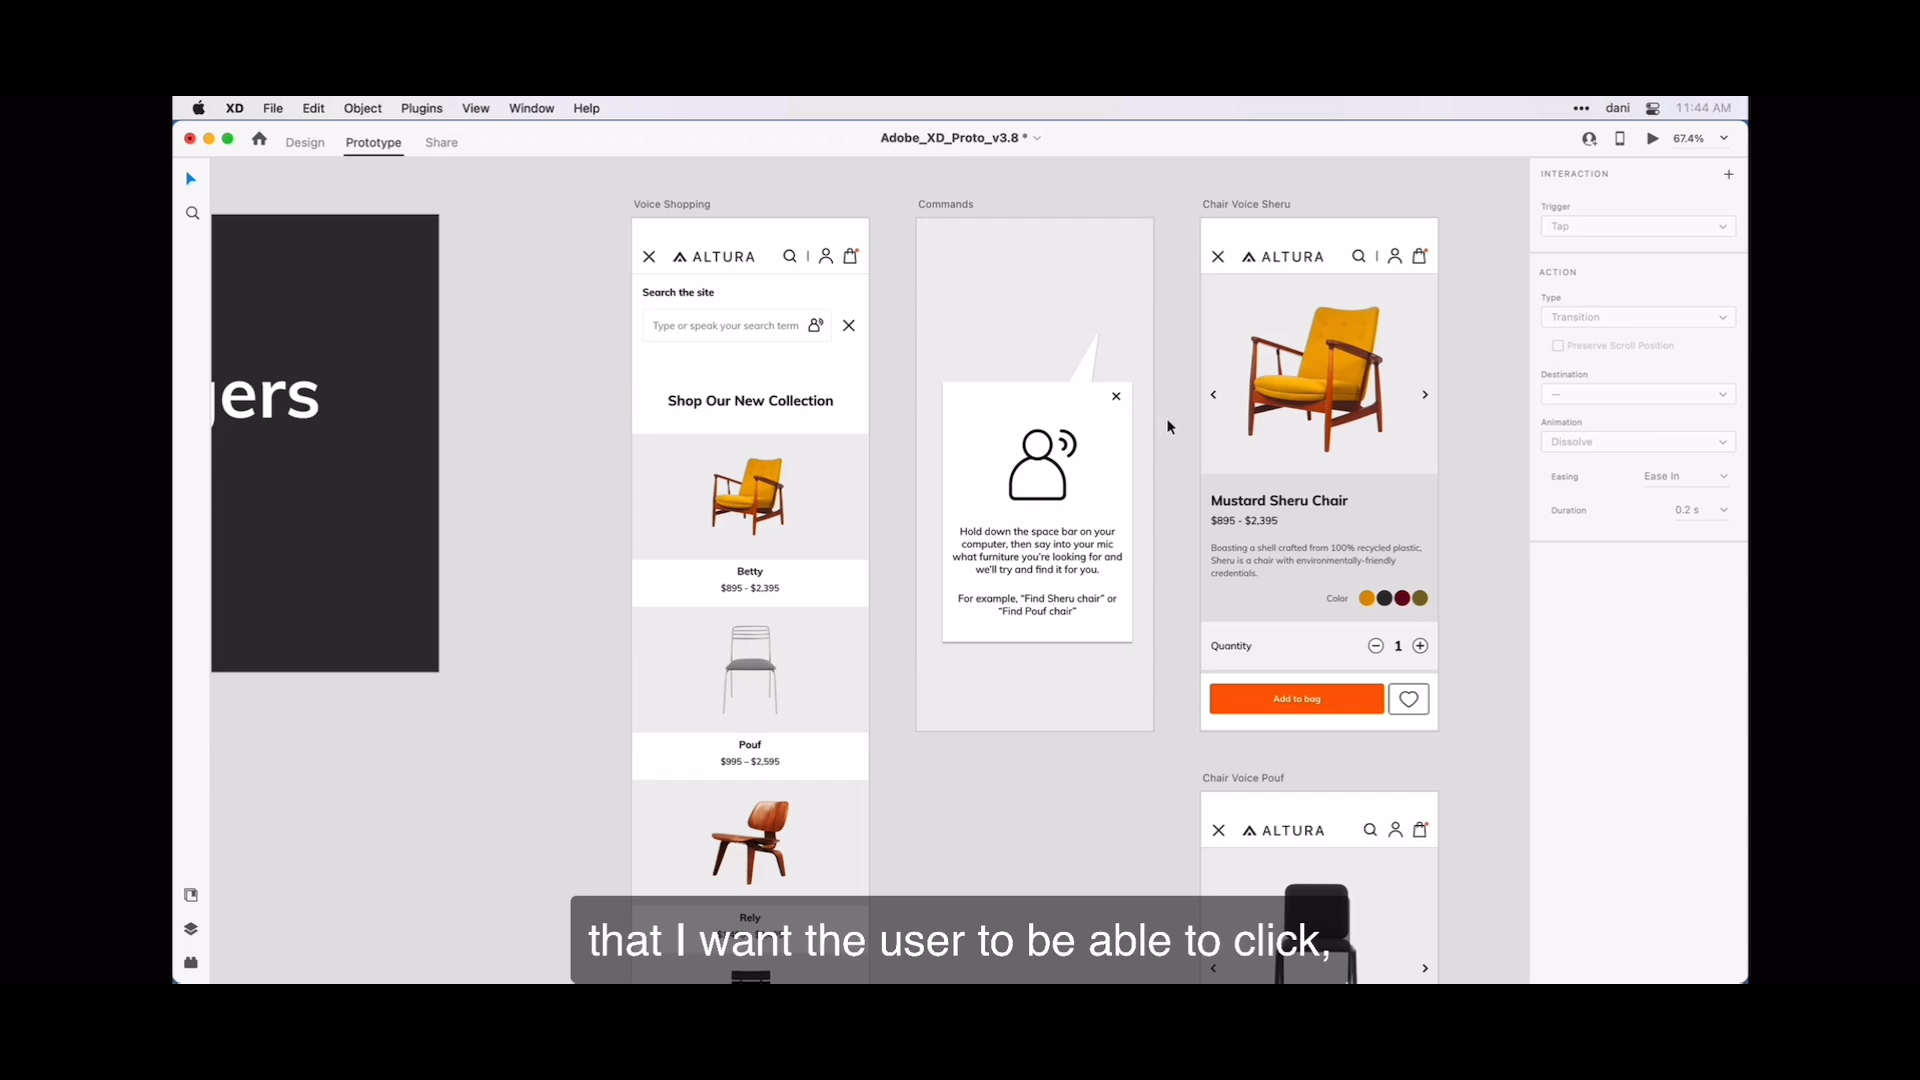 XD File Edit Object Plugins View Window Help
••• dani 11:44 AM
Design Prototype Share
Adobe_XD_Proto_v3.8 *
67.4%
gers
Voice Shopping
ALTURA
Search the site
Type or speak your search term
Shop Our New Collection
Betty
$895 - $2,395
Pouf
$995 – $2,595
Rely
Commands
Hold down the space bar on your
computer, then say into your mic
what furniture you're looking for and
we'll try and find it for you.
For example, "Find Sheru chair" or
"Find Pouf chair"
Chair Voice Sheru
ALTURA
Mustard Sheru Chair
$895 - $2,395
Boasting a shell crafted from 100% recycled plastic,
Sheru is a chair with environmentally-friendly
credentials.
Color
Quantity
1
Add to bag
Chair Voice Pouf
ALTURA
INTERACTION
Trigger
Tap
ACTION
Type
Transition
Preserve Scroll Position
Destination
—
Animation
Dissolve
Easing Ease In
Duration 0.2 s
that I want the user to be able to click,